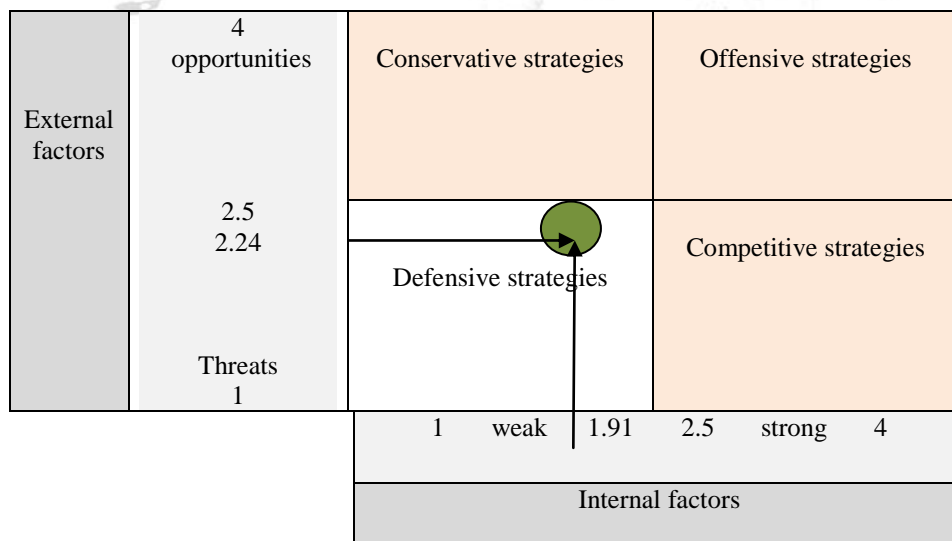 4
opportunities
Conservative strategies
Offensive strategies
External
factors
2.5
2.24
Competitive strategies
Defensive strategies
Threats
1
1 weak 1.91 2.5 strong 4
Internal factors